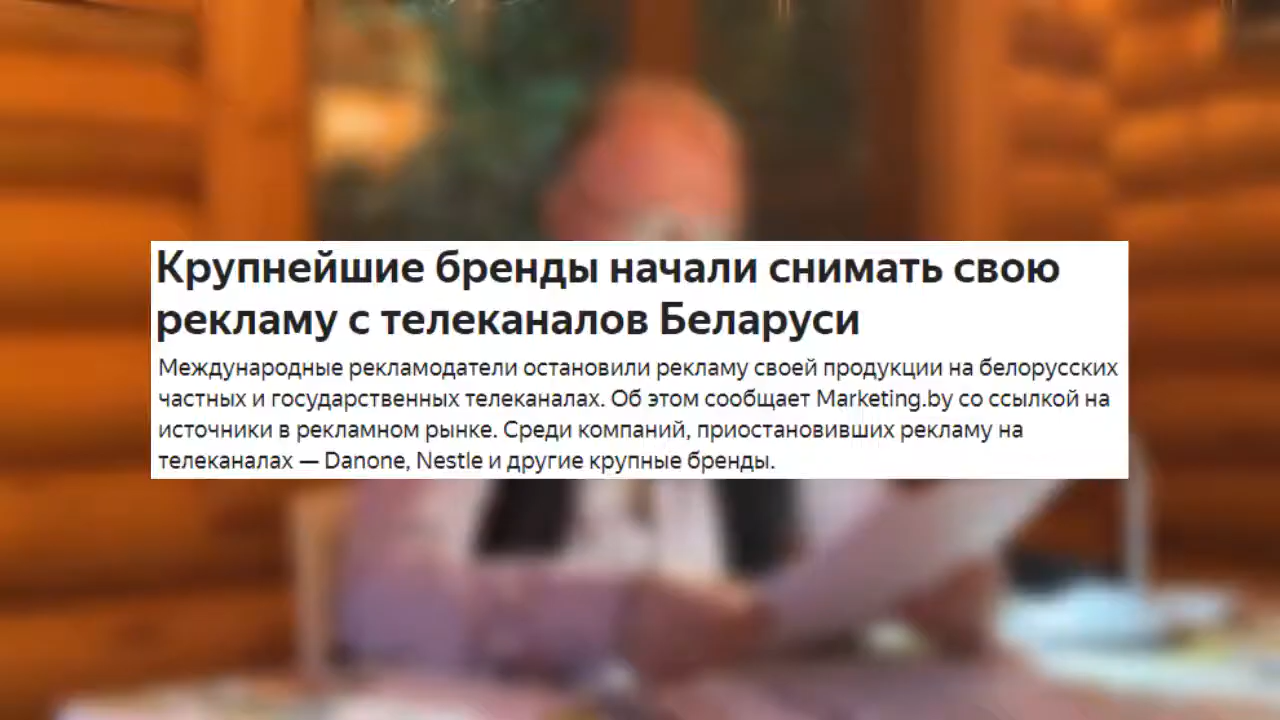 Крупнейшие бренды начали снимать свою
рекламу с телеканалов Беларуси
Международные рекламодатели остановили рекламу своей продукции на белорусских
частных и государственных телеканалах. Об этом сообщает Marketing.by со ссылкой на
источники в рекламном рынке. Среди компаний, приостановивших рекламу на
телеканалах — Danone, Nestle и другие крупные бренды.